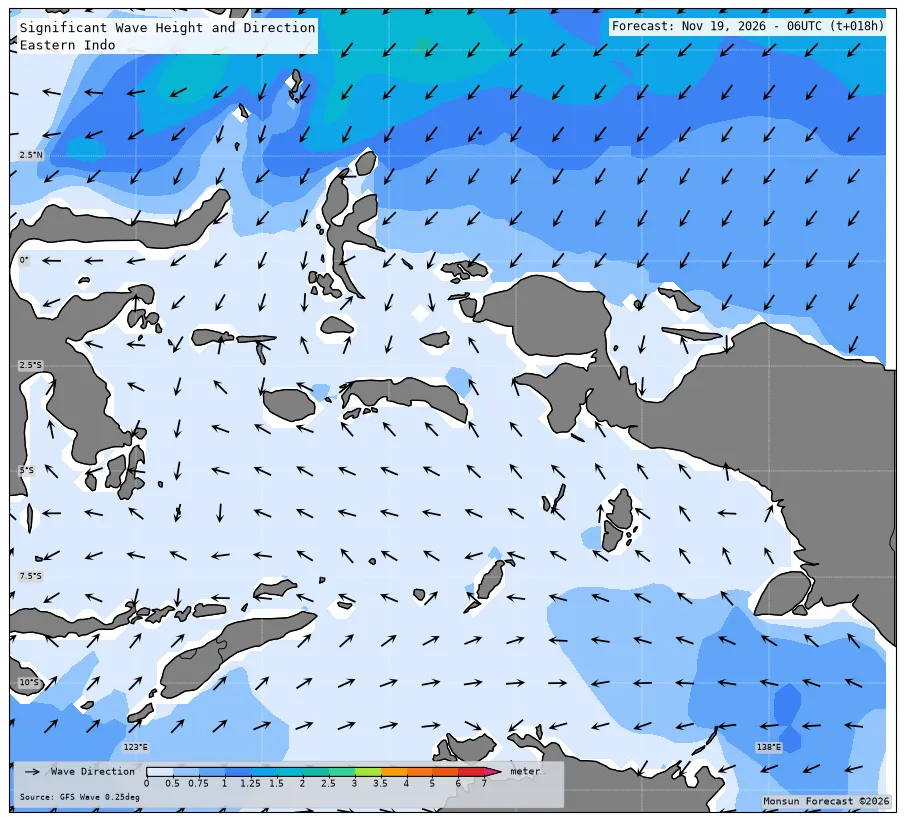 Significant Wave Height and Direction
Eastern Indo
Forecast: Nov 19, 2026 - 06UTC (t+018h)
2.5°N
0°
2.5°S
5°S
7.5°S
10°S
123°E
138°E
Wave Direction
meter
0 0.5 0.75 1 1.25 1.5 2 2.5 3 3.5 4 5 6 7
Source: GFS Wave 0.25deg
Monsun Forecast ©2026